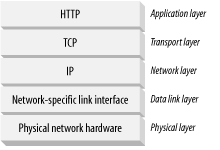 HTTP Application layer
TCP Transport layer
IP Network layer
Network-specific link interface Data link layer
Physical network hardware Physical layer